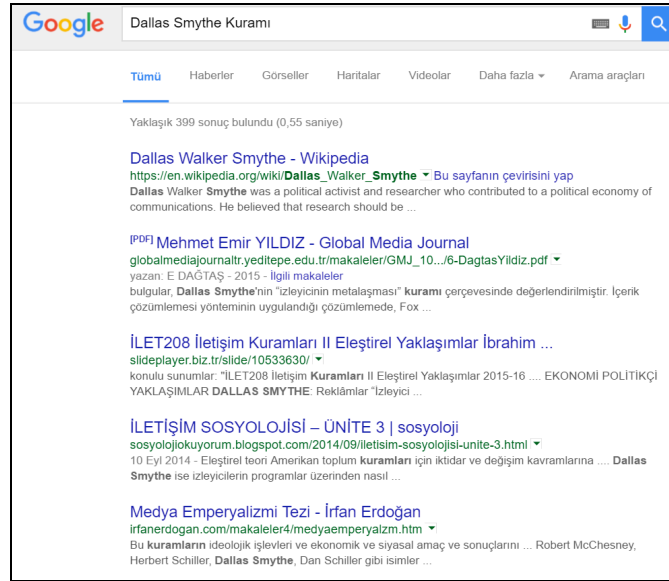 Google Dallas Smythe Kuramı
Tümü Haberler Görseller Haritalar Videolar Daha fazla Arama araçları
Yaklaşık 399 sonuç bulundu (0,55 saniye)
Dallas Walker Smythe - Wikipedia
https://en.wikipedia.org/wiki/Dallas_Walker_Smythe Bu sayfanın çevirisini yap
Dallas Walker Smythe was a political activist and researcher who contributed to a political economy of
communications. He believed that research should be ...
[PDF] Mehmet Emir YILDIZ - Global Media Journal
globalmediajournaltr.yeditepe.edu.tr/makaleler/GMJ_10.../6-DagtasYildiz.pdf
yazan: E DAĞTAŞ - 2015 - İlgili makaleler
bulgular, Dallas Smythe'nin “izleyicinin metalaşması” kuramı çerçevesinde değerlendirilmiştir. İçerik
çözümlemesi yönteminin uygulandığı çözümlemede, Fox ...
İLET208 İletişim Kuramları II Eleştirel Yaklaşımlar İbrahim ...
slideplayer.biz.tr/slide/10533630/
konulu sunumlar: "İLET208 İletişim Kuramları II Eleştirel Yaklaşımlar 2015-16 .... EKONOMİ POLİTİKÇİ
YAKLAŞIMLAR DALLAS SMYTHE: Reklâmlar “İzleyici ...
İLETİŞİM SOSYOLOJİSİ – ÜNİTE 3 | sosyoloji
sosyolojiokuyorum.blogspot.com/2014/09/iletisim-sosyolojisi-unite-3.html
10 Eyl 2014 - Eleştirel teori Amerikan toplum kuramları için iktidar ve değişim kavramlarına .... Dallas
Smythe ise izleyicilerin programlar üzerinden nasıl ...
Medya Emperyalizmi Tezi - İrfan Erdoğan
irfanerdogan.com/makaleler4/medyaemperyalzm.htm
Bu kuramların ideolojik işlevleri ve ekonomik ve siyasal amaç ve sonuçlarını ... Robert McChesney,
Herbert Schiller, Dallas Smythe, Dan Schiller gibi isimler ...